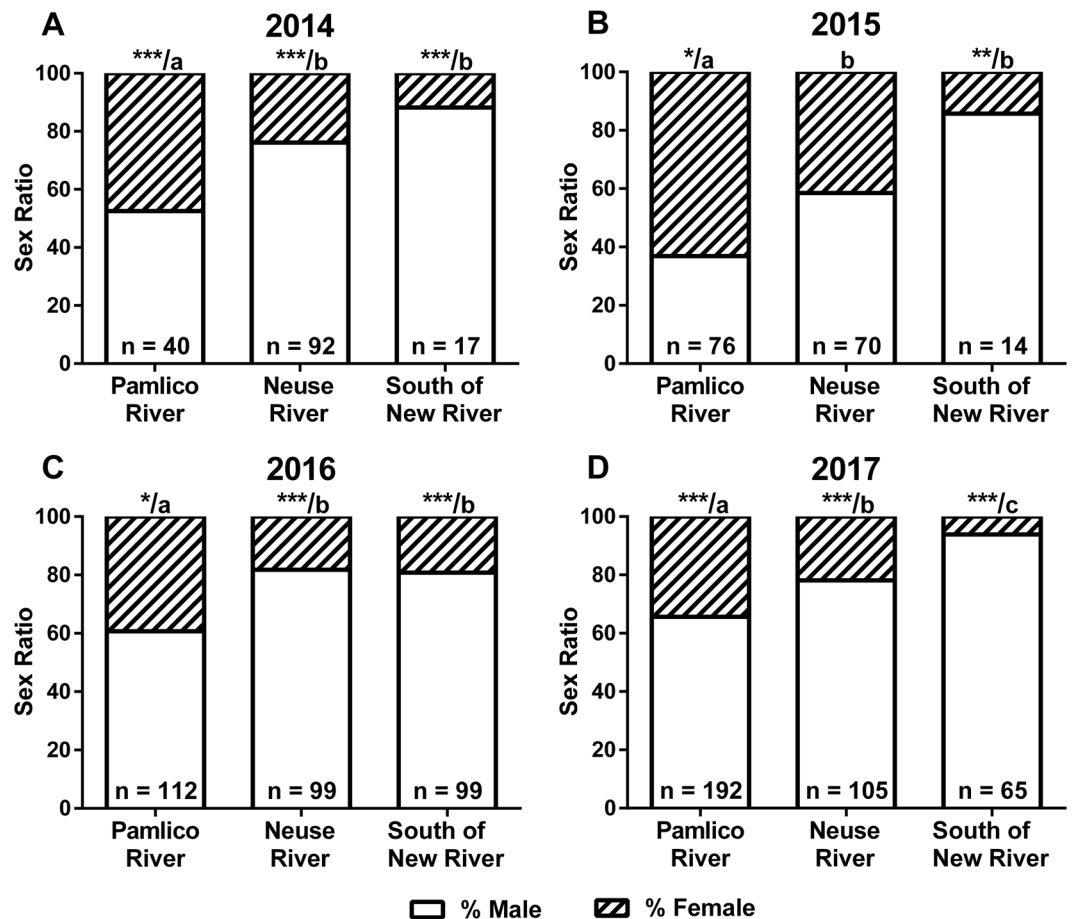 A
2014
***/a ***/b ***/b
Sex Ratio
100
80
60
40
20
0
n = 40 n = 92 n = 17
Pamlico Neuse South of
River River New River
B
2015
*/a b **/b
Sex Ratio
100
80
60
40
20
0
n = 76 n = 70 n = 14
Pamlico Neuse South of
River River New River
C
2016
*/a ***/b ***/b
Sex Ratio
100
80
60
40
20
0
n = 112 n = 99 n = 99
Pamlico Neuse South of
River River New River
D
2017
***/a ***/b ***/c
Sex Ratio
100
80
60
40
20
0
n = 192 n = 105 n = 65
Pamlico Neuse South of
River River New River
% Male % Female